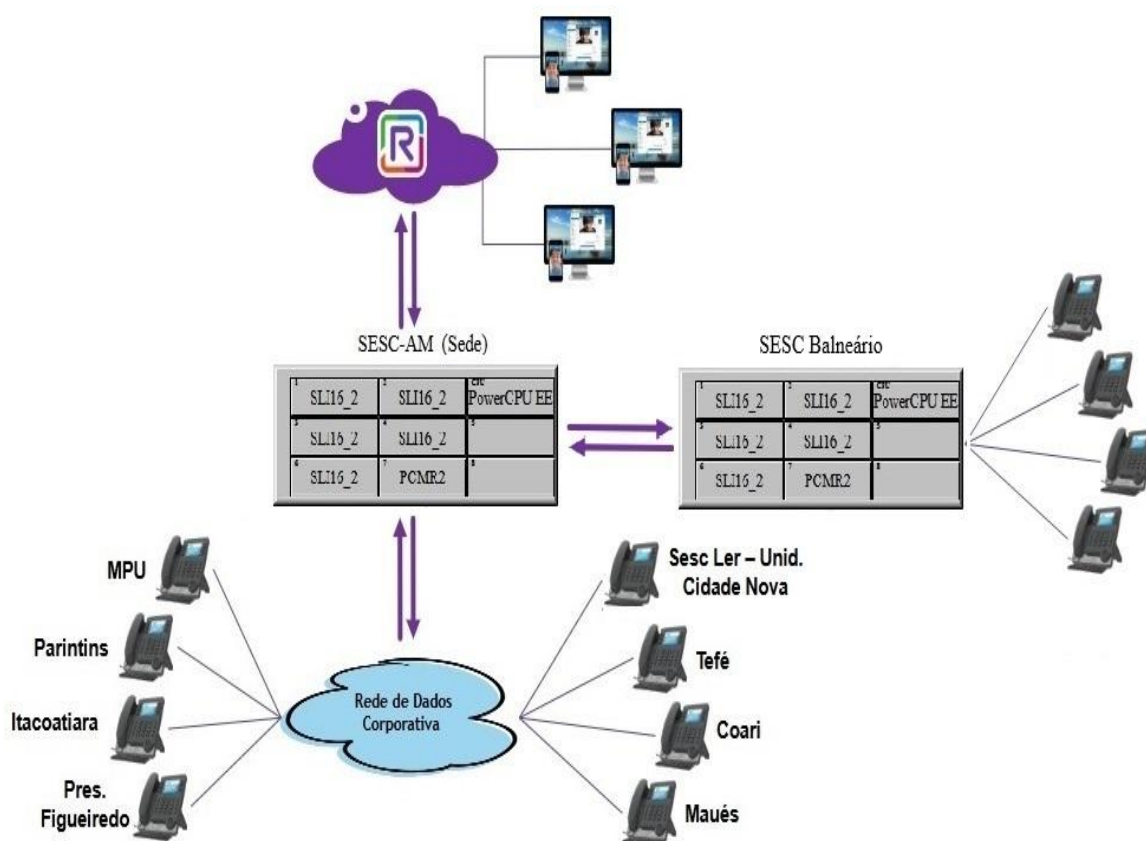 R
SESC-AM (Sede)
1 SLI16_2 2 SLI16_2 CPU PowerCPU EE
3 SLI16_2 4 SLI16_2 5
6 SLI16_2 7 PCMR2 8
SESC Balneário
1 SLI16_2 2 SLI16_2 CPU PowerCPU EE
3 SLI16_2 4 SLI16_2 5
6 SLI16_2 7 PCMR2 8
MPU
Parintins
Itacoatiara
Pres.
Figueiredo
Rede de Dados
Corporativa
Sesc Ler – Unid.
Cidade Nova
Tefé
Coari
Maués